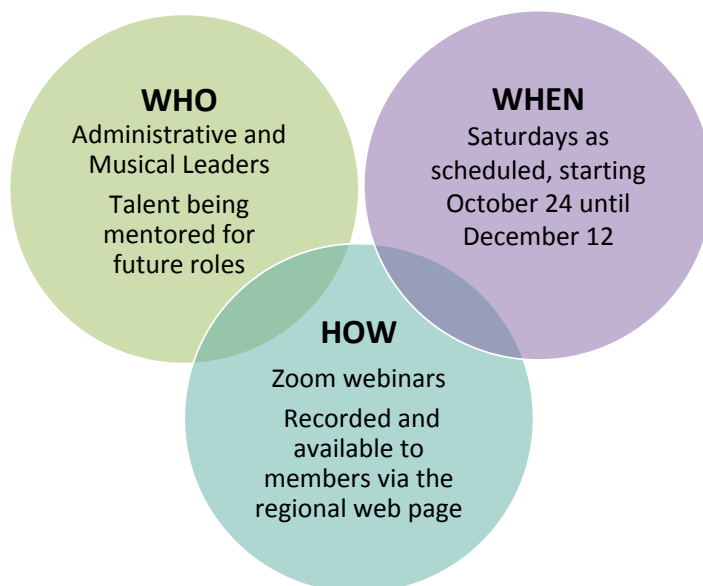 WHO
Administrative and
Musical Leaders
Talent being
mentored for
future roles
WHEN
Saturdays as
scheduled, starting
October 24 until
December 12
HOW
Zoom webinars
Recorded and
available to
members via the
regional web page